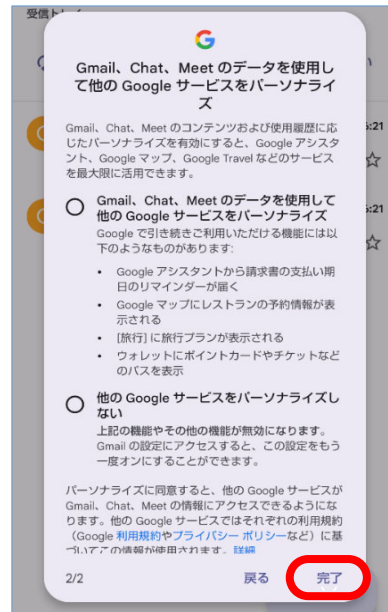 受信トレイ
G
Gmail、Chat、Meet のデータを使用し
て他の Google サービスをパーソナライ
ズ
Gmail、Chat、Meet のコンテンツおよび使用履歴に応
じたパーソナライズを有効にすると、Google アシスタ
ント、Google マップ、Google Travel などのサービス
を最大限に活用できます。
Gmail、Chat、Meet のデータを使用して
他の Google サービスをパーソナライズ
Google で引き続きご利用いただける機能には以
下のようなものがあります:
• Google アシスタントから請求書の支払い期
日のリマインダーが届く
• Google マップにレストランの予約情報が表
示される
• [旅行] に旅行プランが表示される
• ウォレットにポイントカードやチケットなど
のパスを表示
他の Google サービスをパーソナライズし
ない
上記の機能やその他の機能が無効になります。
Gmail の設定にアクセスすると、この設定をもう
一度オンにすることができます。
パーソナライズに同意すると、他の Google サービスが
Gmail、Chat、Meet の情報にアクセスできるようにな
ります。他の Google サービスではそれぞれの利用規約
（Google 利用規約やプライバシー ポリシーなど）に基
づいてこの情報が使用されます。詳細
2/2
戻る
完了